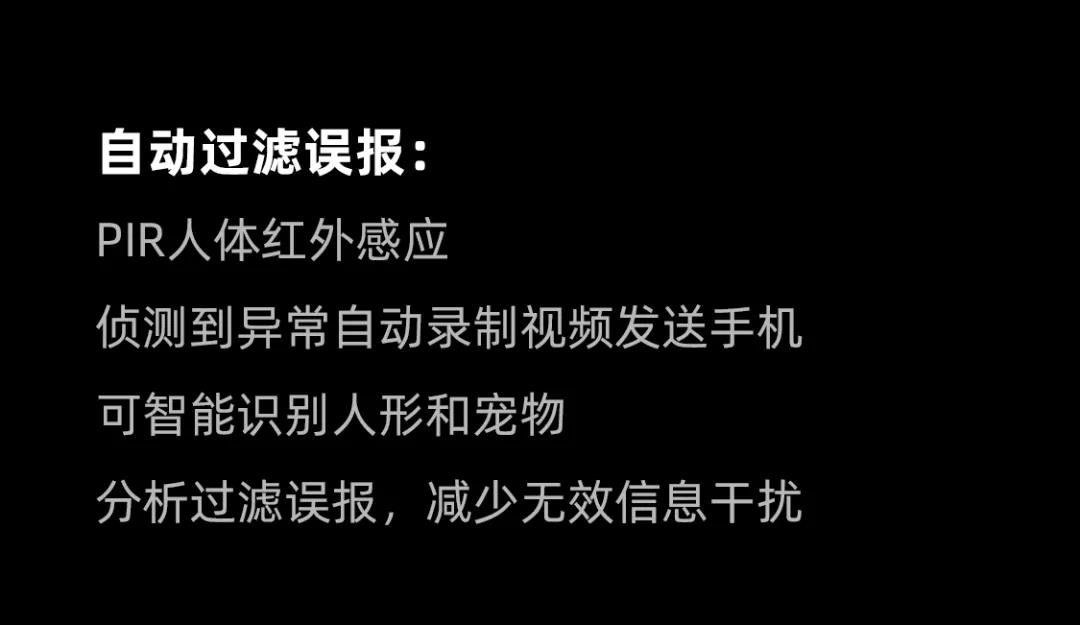 自动过滤误报：
PIR人体红外感应
侦测到异常自动录制视频发送手机
可智能识别人形和宠物
分析过滤误报，减少无效信息干扰